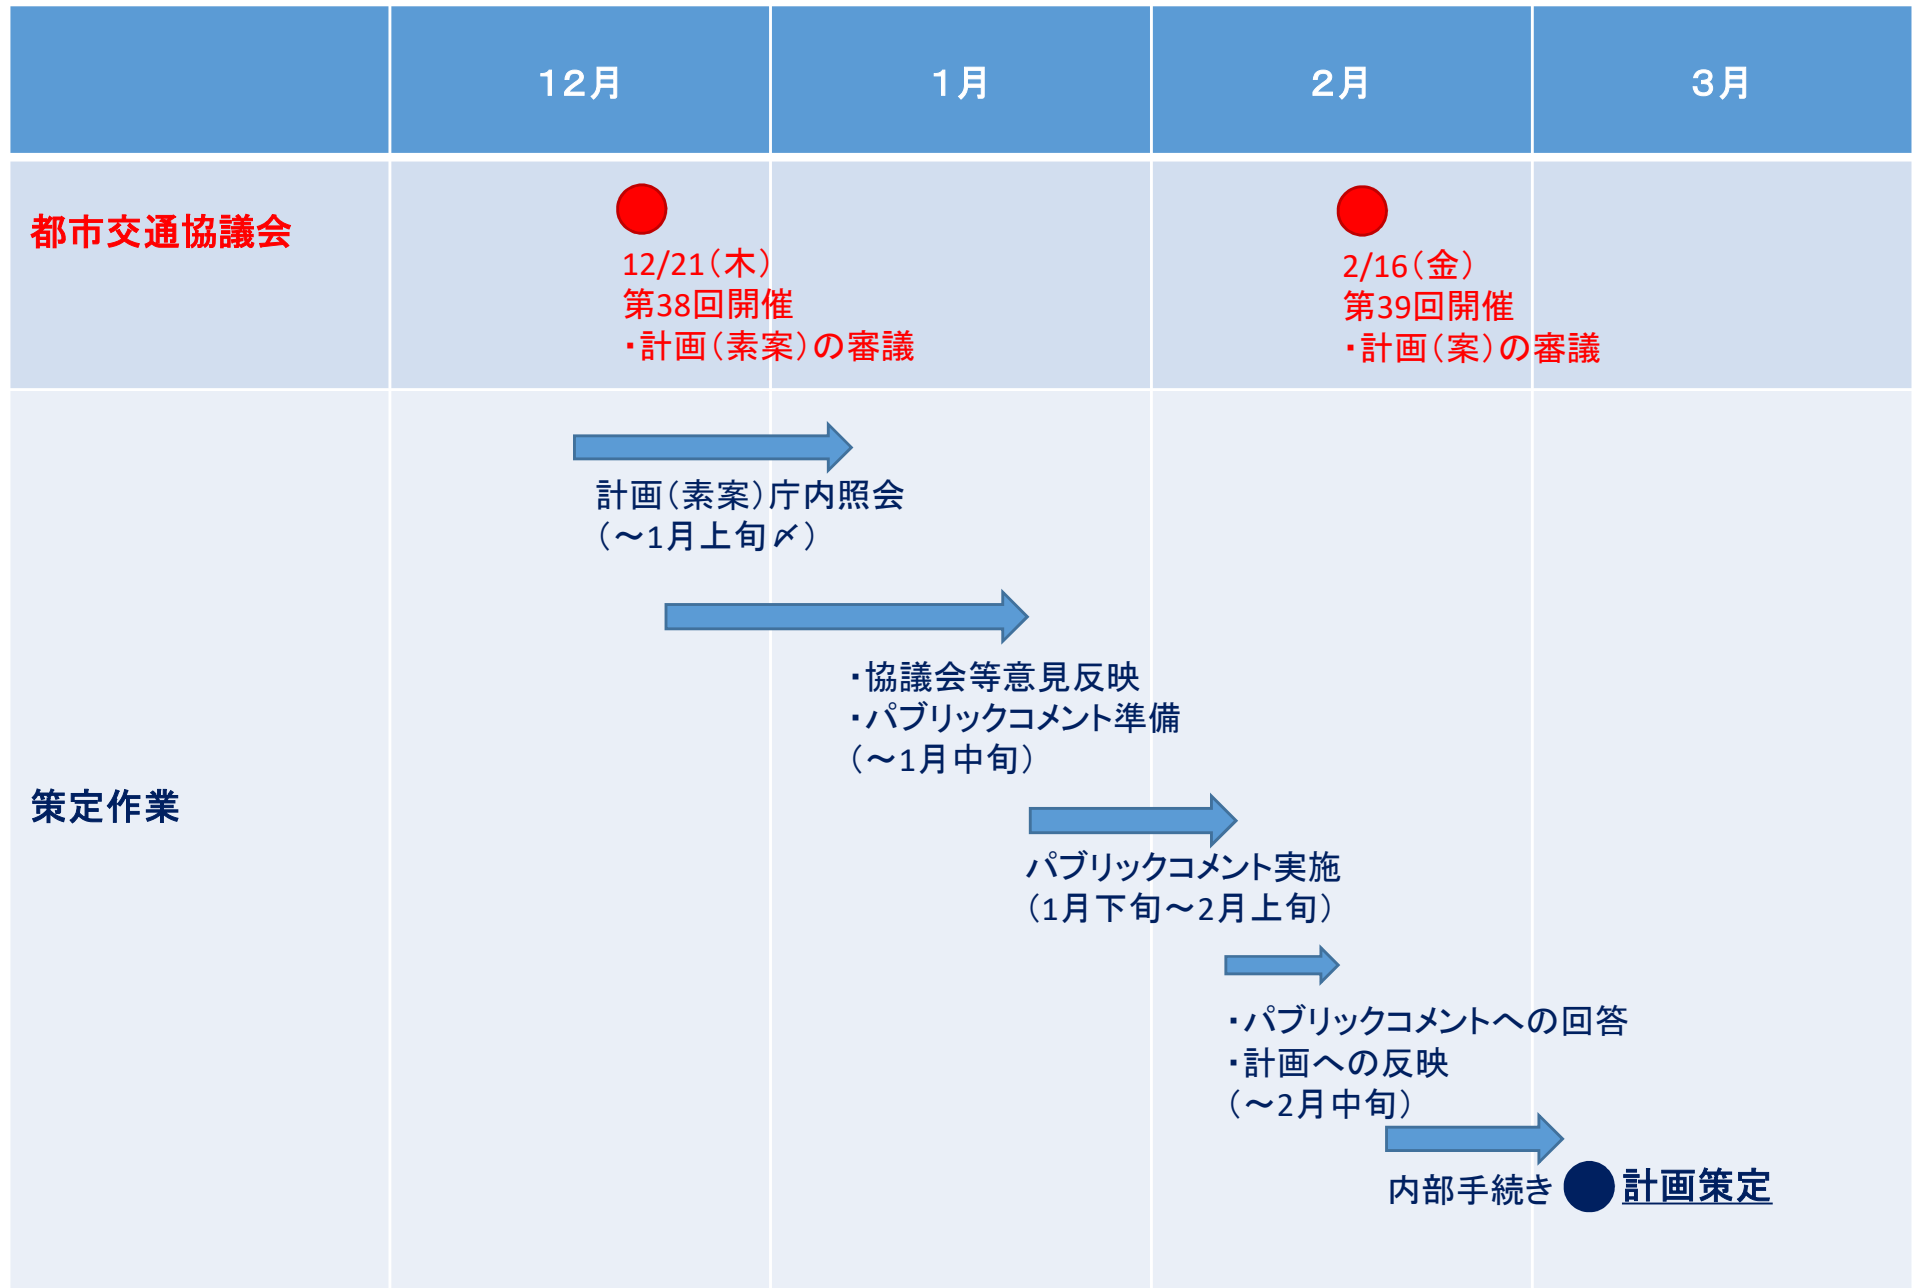 12月
1月
2月
3月
都市交通協議会
12/21（木）
第38回開催
・計画（素案）の審議
2/16（金）
第39回開催
・計画（案）の審議
策定作業
計画（素案）庁内照会
（～1月上旬〆）
・協議会等意見反映
・パブリックコメント準備
（～1月中旬）
パブリックコメント実施
（1月下旬～2月上旬）
・パブリックコメントへの回答
・計画への反映
（～2月中旬）
内部手続き
計画策定